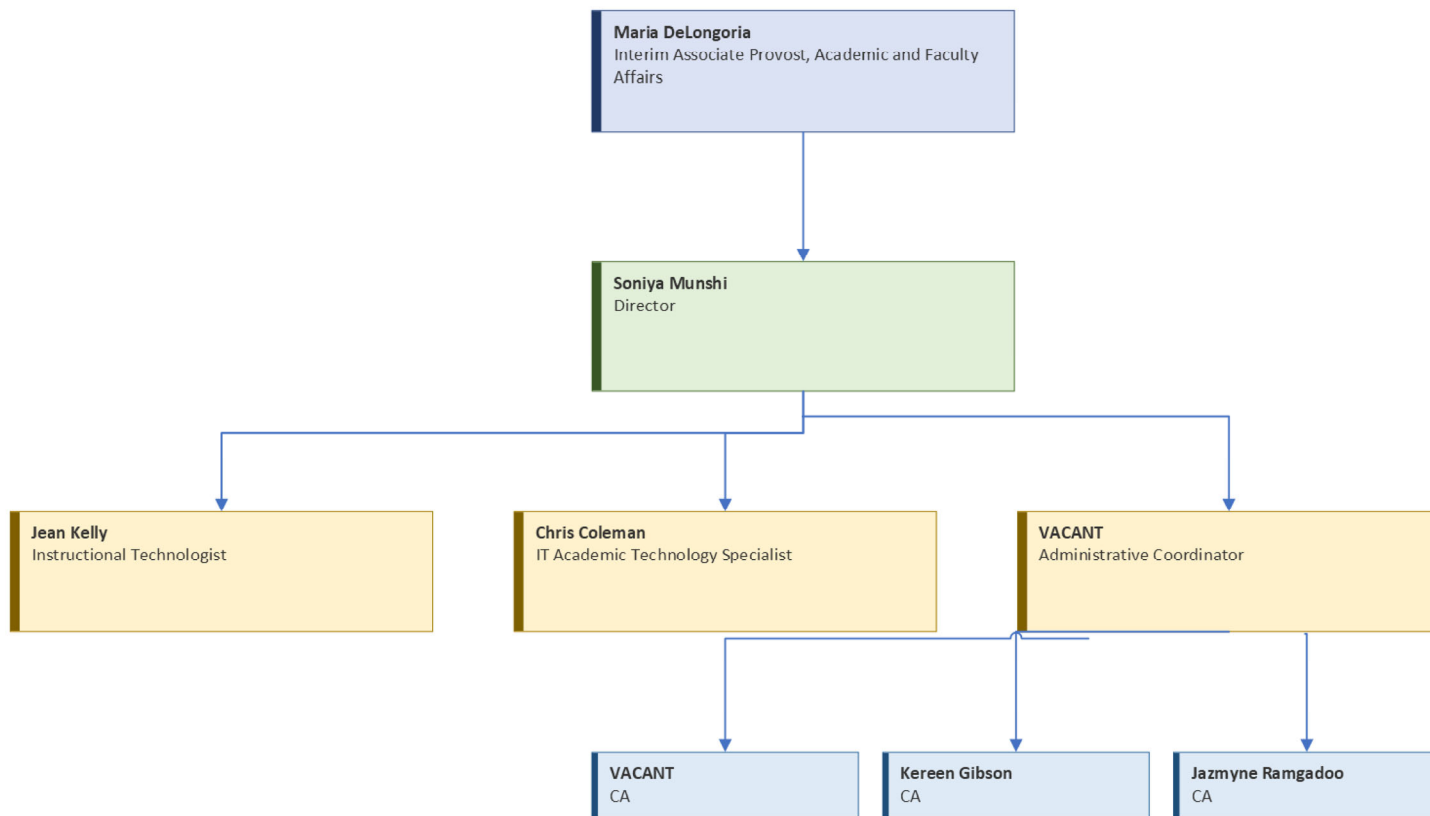 Maria DeLongoria
Interim Associate Provost, Academic and Faculty
Affairs
Soniya Munshi
Director
Jean Kelly
Instructional Technologist
Chris Coleman
IT Academic Technology Specialist
VACANT
Administrative Coordinator
VACANT
CA
Kereen Gibson
CA
Jazmyne Ramgadoo
CA